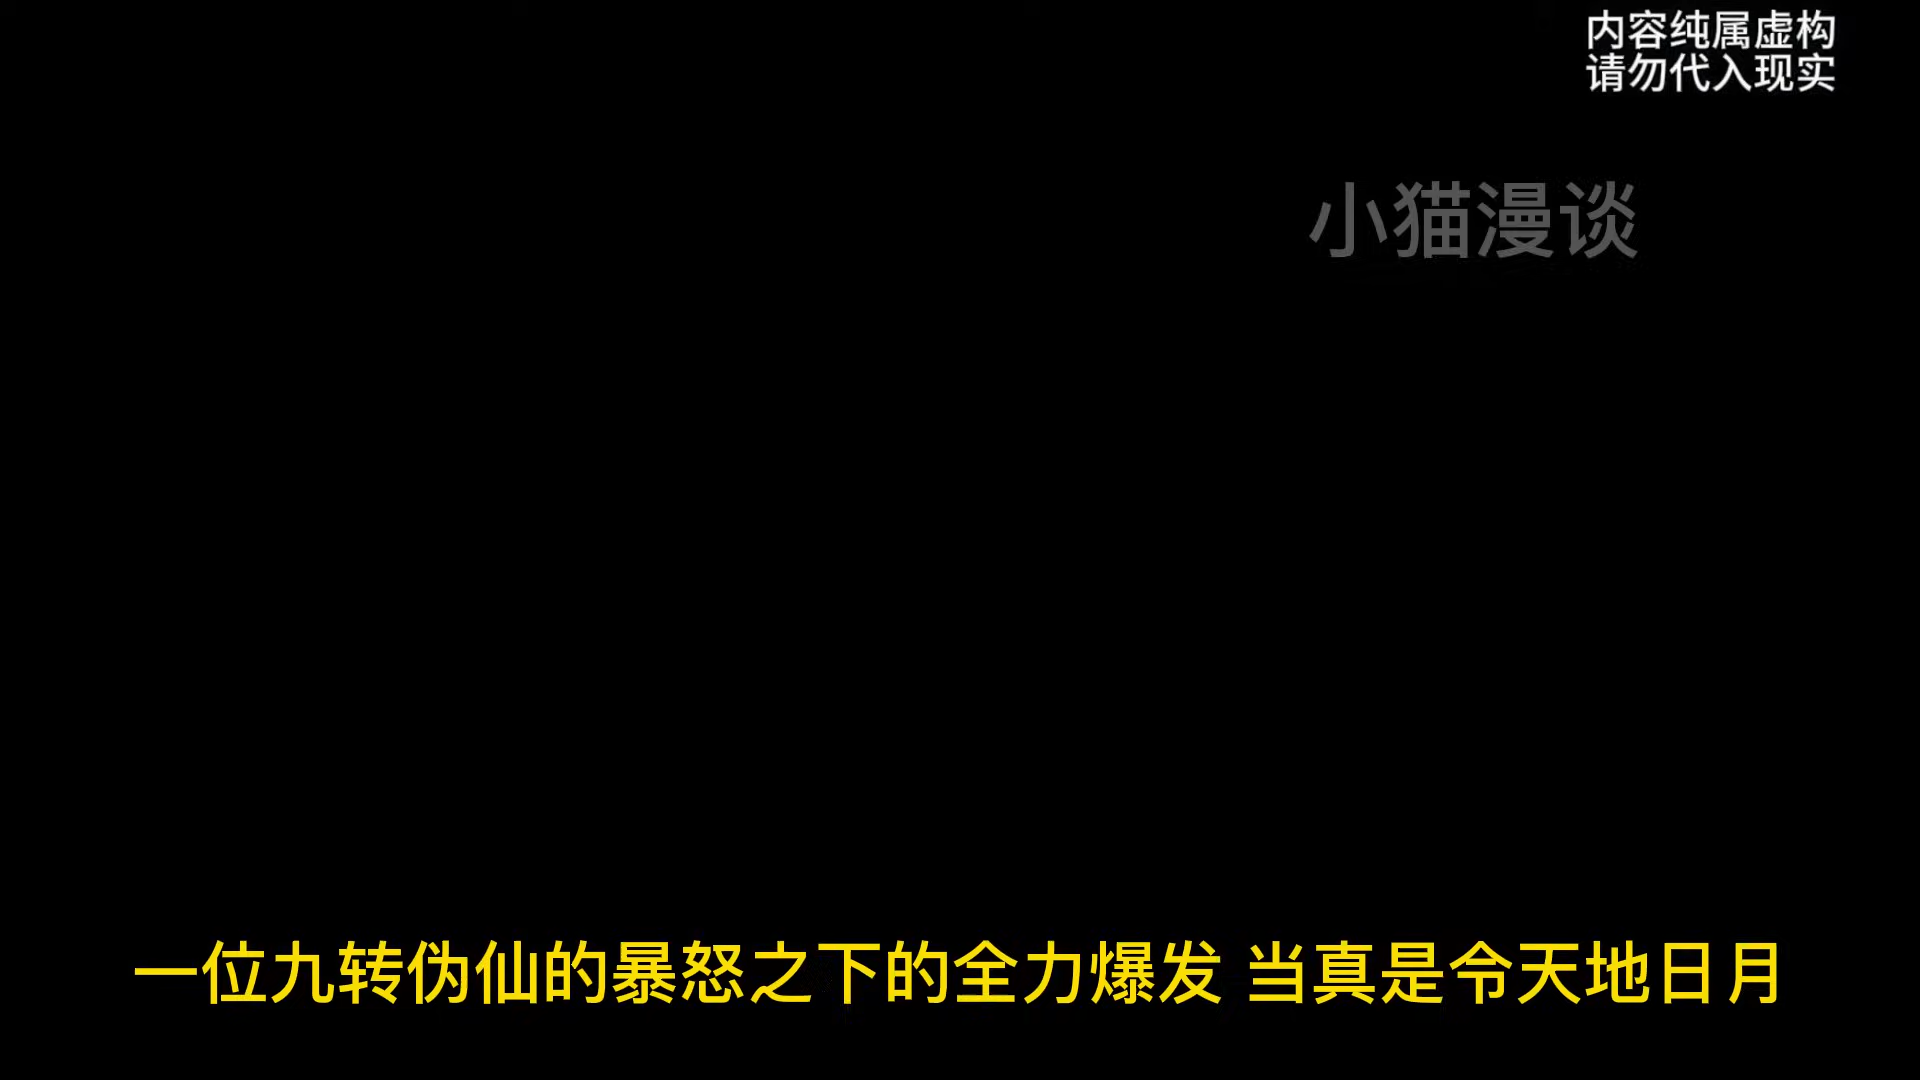 内容纯属虚构
请勿代入现实
小猫漫谈
一位九转伪仙的暴怒之下的全力爆发 当真是令天地日月